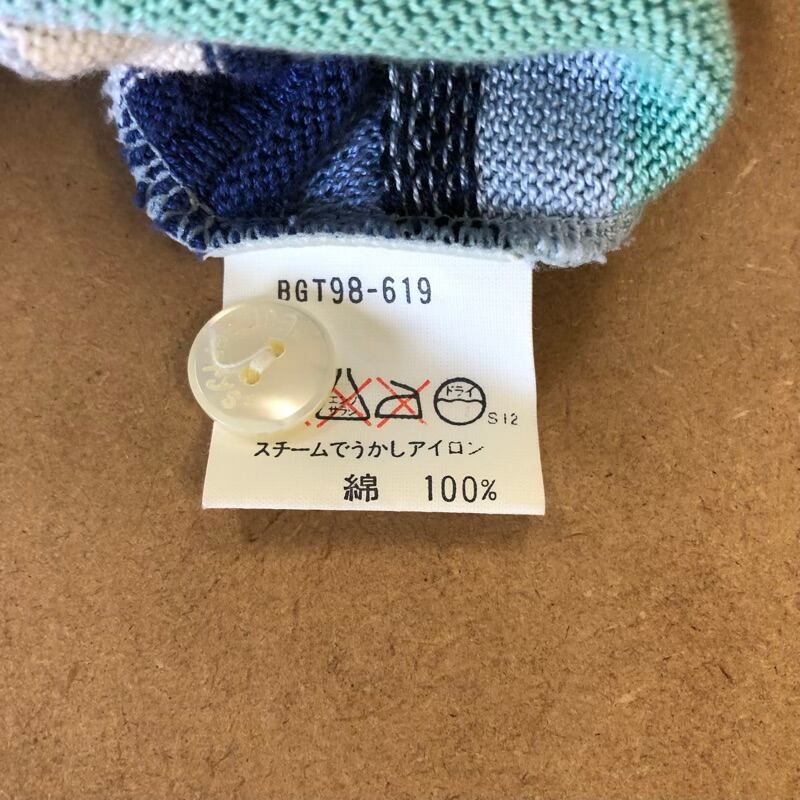 BGT98-619
エンソ
サラシ
ドライ
S12
スチームでうかしアイロン
綿 100%